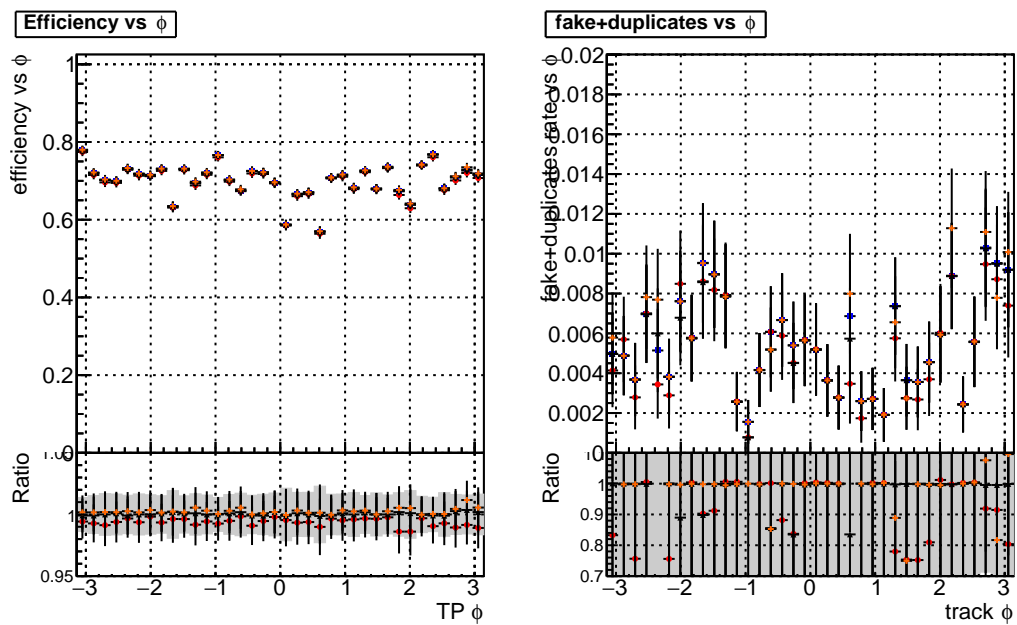 Efficiency vs ϕ
efficiency vs ϕ
1
0.8
0.6
0.4
0.2
0
Ratio
1
0.95
−3 −2 −1 0 1 2 3
TP ϕ
fake+duplicates vs ϕ
fake+duplicates rate vs ϕ
0.02
0.018
0.016
0.014
0.012
0.01
0.008
0.006
0.004
0.002
0
Ratio
1
0.9
0.8
0.7
−3 −2 −1 0 1 2 3
track ϕ